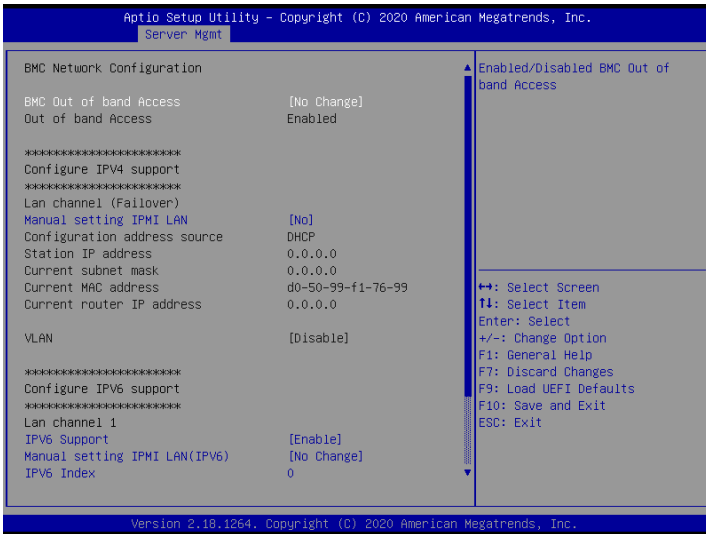 Aptio Setup Utility – Copyright (C) 2020 American Megatrends, Inc.
Server Mgmt
BMC Network Configuration
BMC Out of band Access [No Change]
Out of band Access Enabled
**********************
Configure IPV4 support
**********************
Lan channel (Failover)
Manual setting IPMI LAN [No]
Configuration address source DHCP
Station IP address 0.0.0.0
Current subnet mask 0.0.0.0
Current MAC address d0-50-99-f1-76-99
Current router IP address 0.0.0.0
VLAN [Disable]
**********************
Configure IPV6 support
**********************
Lan channel 1
IPV6 Support [Enable]
Manual setting IPMI LAN(IPV6) [No Change]
IPV6 Index 0
Enabled/Disabled BMC Out of
band Access
↔: Select Screen
↑↓: Select Item
Enter: Select
+/-: Change Option
F1: General Help
F7: Discard Changes
F9: Load UEFI Defaults
F10: Save and Exit
ESC: Exit
Version 2.18.1264. Copyright (C) 2020 American Megatrends, Inc.